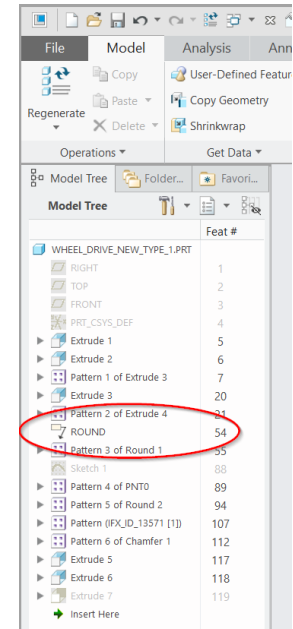 File Model Analysis Ann
Copy User-Defined Feature
Paste Copy Geometry
Regenerate
Delete Shrinkwrap
Operations Get Data
Model Tree Folder... Favori...
Model Tree
Feat #
WHEEL_DRIVE_NEW_TYPE_1.PRT
RIGHT 1
TOP 2
FRONT 3
PRT_CSYS_DEF 4
Extrude 1 5
Extrude 2 6
Pattern 1 of Extrude 3 7
Extrude 3 20
Pattern 2 of Extrude 4 21
ROUND 54
Pattern 3 of Round 1 55
Sketch 1 88
Pattern 4 of PNT0 89
Pattern 5 of Round 2 94
Pattern (IFX_ID_13571 [1]) 107
Pattern 6 of Chamfer 1 112
Extrude 5 117
Extrude 6 118
Extrude 7 119
Insert Here